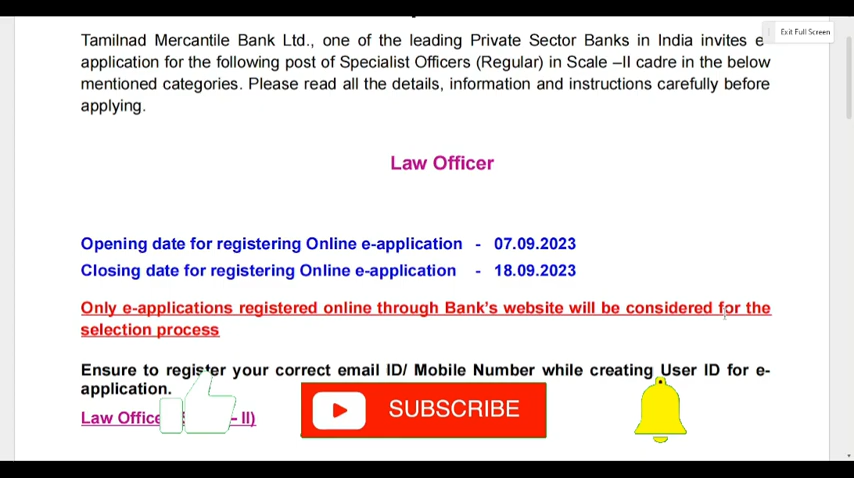 Tamilnad Mercantile Bank Ltd., one of the leading Private Sector Banks in India invites e
Exit Full Screen
application for the following post of Specialist Officers (Regular) in Scale –II cadre in the below
mentioned categories. Please read all the details, information and instructions carefully before
applying.
Law Officer
Opening date for registering Online e-application - 07.09.2023
Closing date for registering Online e-application - 18.09.2023
Only e-applications registered online through Bank's website will be considered for the
selection process
Ensure to register your correct email ID/ Mobile Number while creating User ID for e-
application.
Law Office – II)
SUBSCRIBE